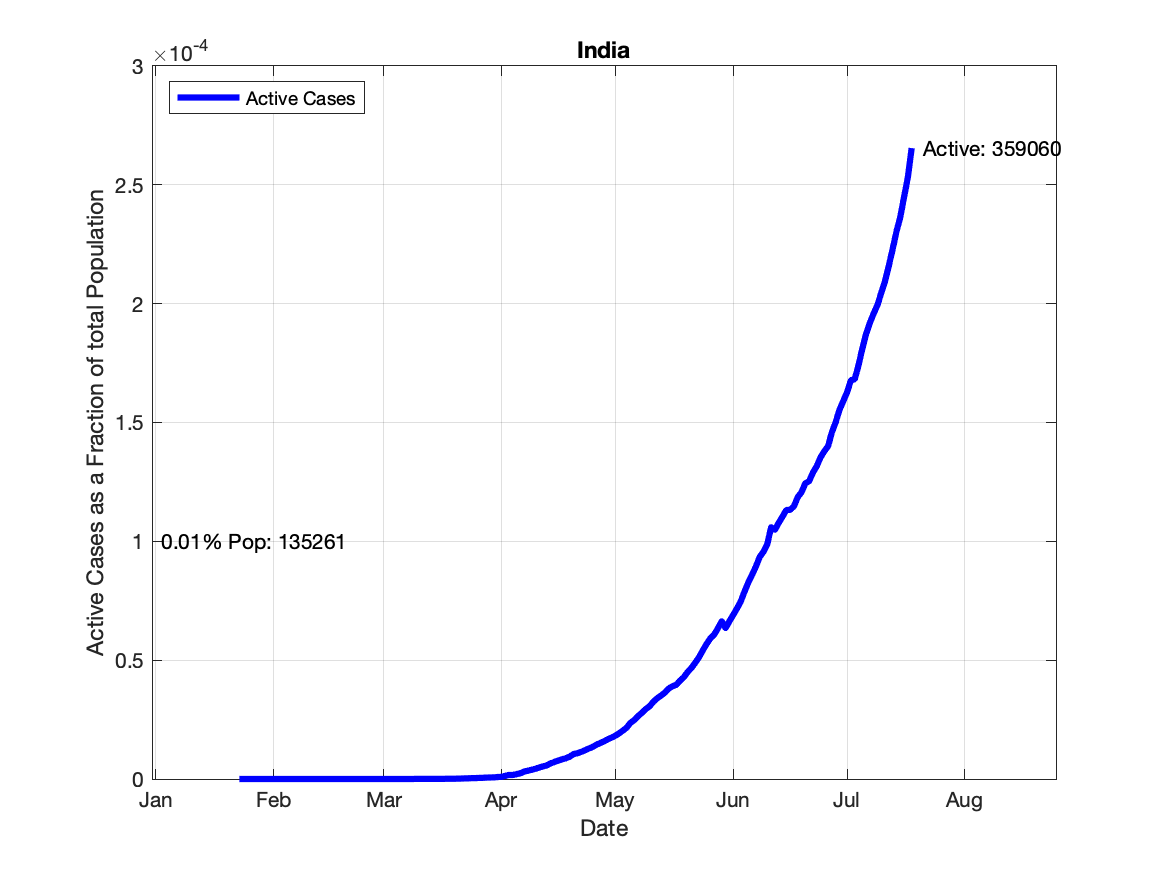 India
×10-4
Active Cases
3
2.5
2
1.5
1
0.5
0
Active Cases as a Fraction of total Population
Active: 359060
0.01% Pop: 135261
Jan Feb Mar Apr May Jun Jul Aug
Date